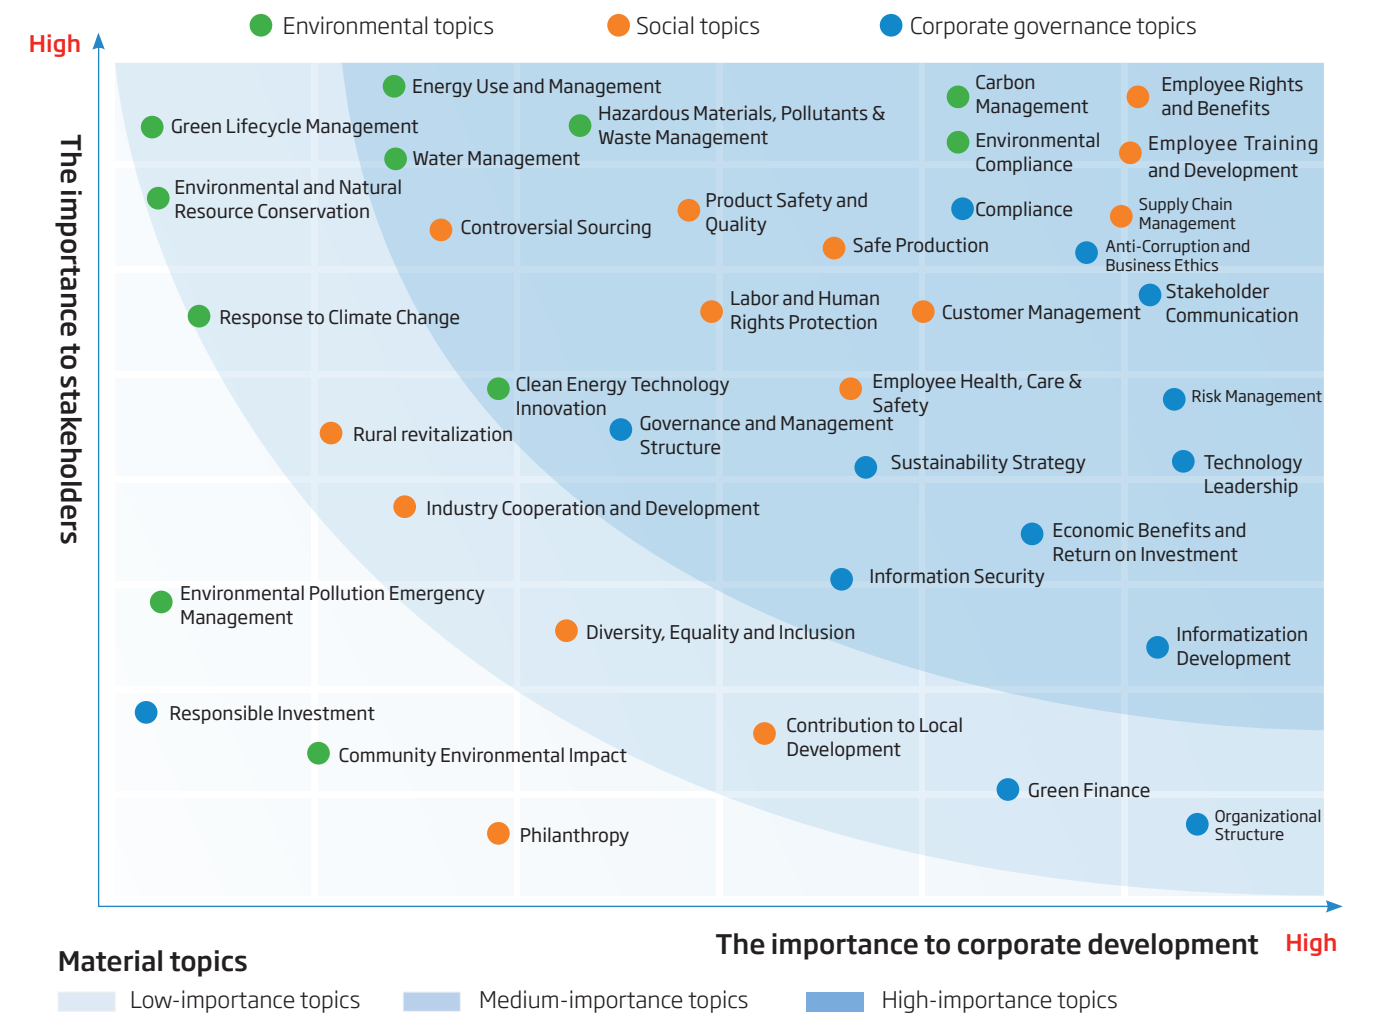 Environmental topics
Social topics
Corporate governance topics
High
The importance to stakeholders
Energy Use and Management
Carbon
Management
Employee Rights
and Benefits
Green Lifecycle Management
Hazardous Materials, Pollutants &
Waste Management
Water Management
Environmental
Compliance
Employee Training
and Development
Environmental and Natural
Resource Conservation
Controversial Sourcing
Product Safety and
Quality
Compliance
Supply Chain
Management
Safe Production
Anti-Corruption and
Business Ethics
Response to Climate Change
Labor and Human
Rights Protection
Customer Management
Stakeholder
Communication
Clean Energy Technology
Innovation
Employee Health, Care &
Safety
Risk Management
Rural revitalization
Governance and Management
Structure
Sustainability Strategy
Technology
Leadership
Industry Cooperation and Development
Economic Benefits and
Return on Investment
Information Security
Environmental Pollution Emergency
Management
Diversity, Equality and Inclusion
Informatization
Development
Responsible Investment
Contribution to Local
Development
Community Environmental Impact
Green Finance
Organizational
Structure
Philanthropy
The importance to corporate development
High
Material topics
Low-importance topics
Medium-importance topics
High-importance topics